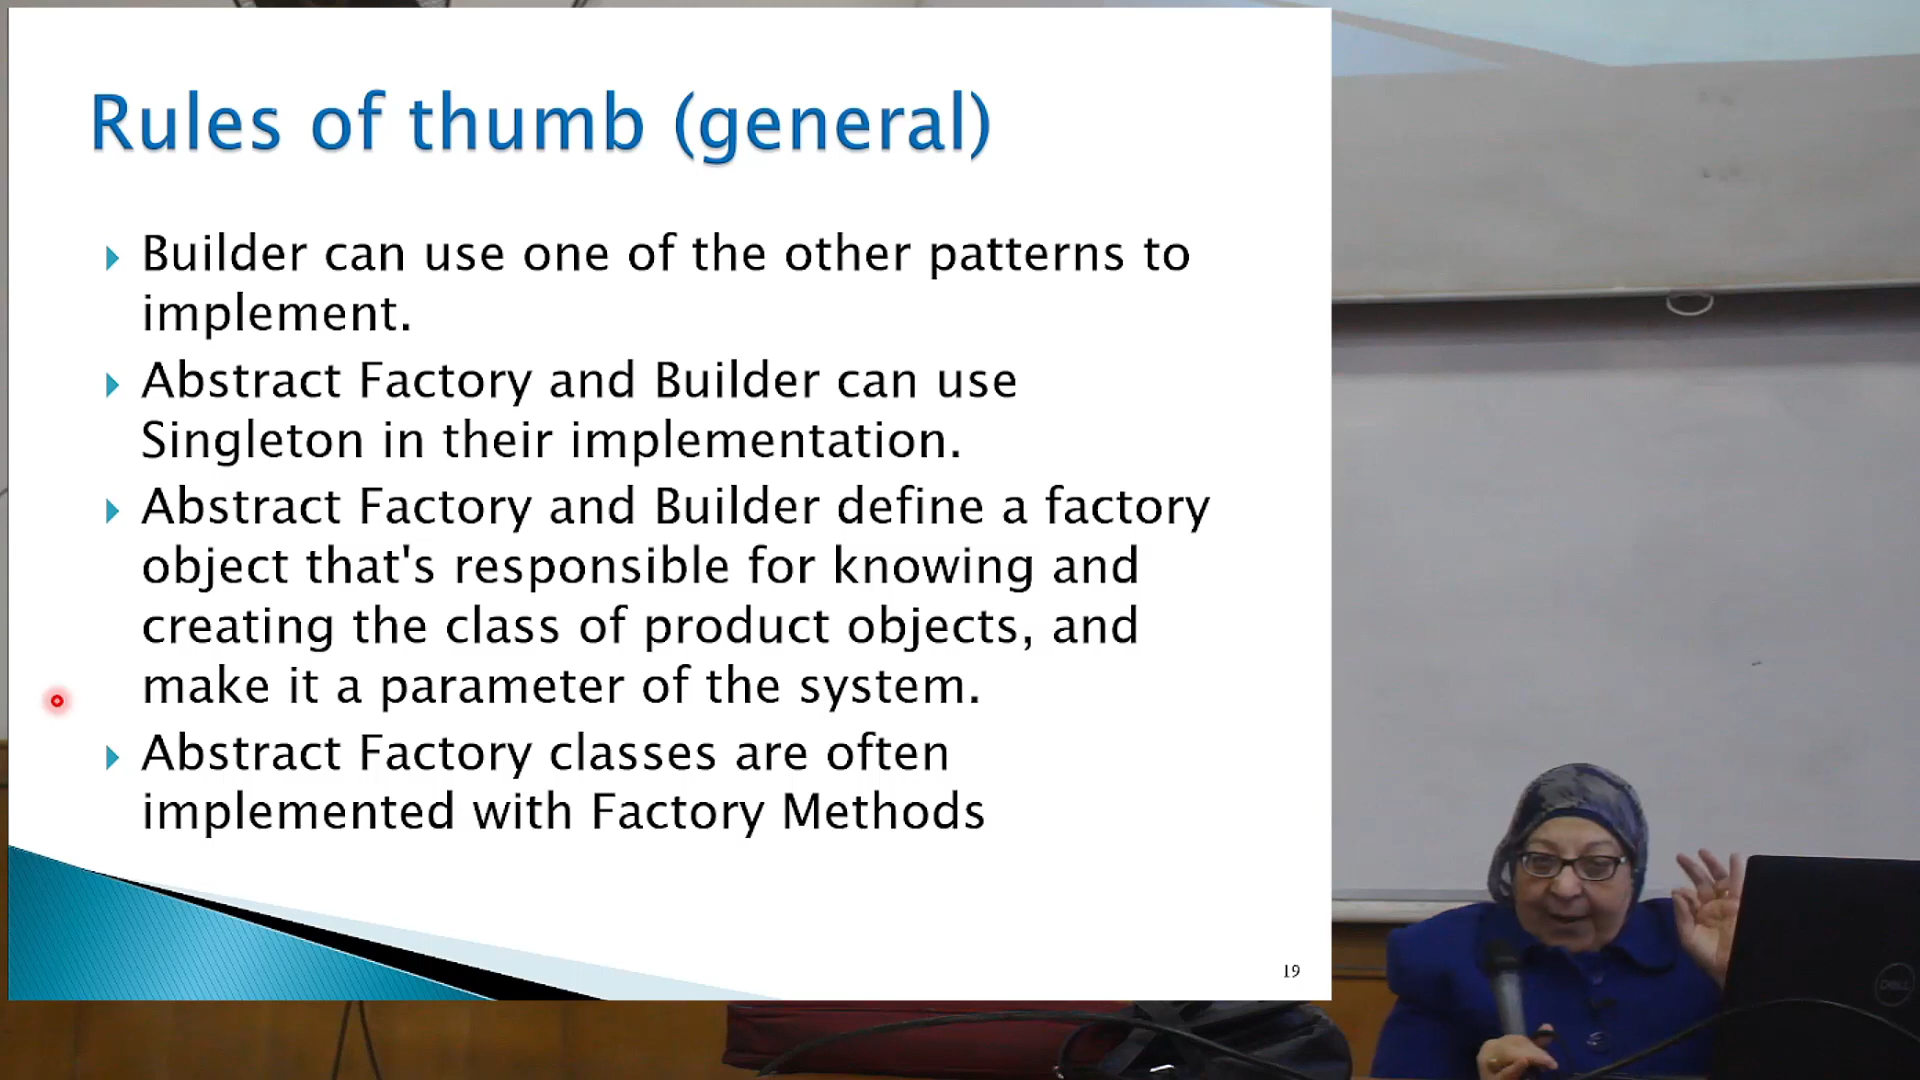 Rules of thumb (general)
Builder can use one of the other patterns to
implement.
Abstract Factory and Builder can use
Singleton in their implementation.
Abstract Factory and Builder define a factory
object that's responsible for knowing and
creating the class of product objects, and
make it a parameter of the system.
Abstract Factory classes are often
implemented with Factory Methods
19
DELL